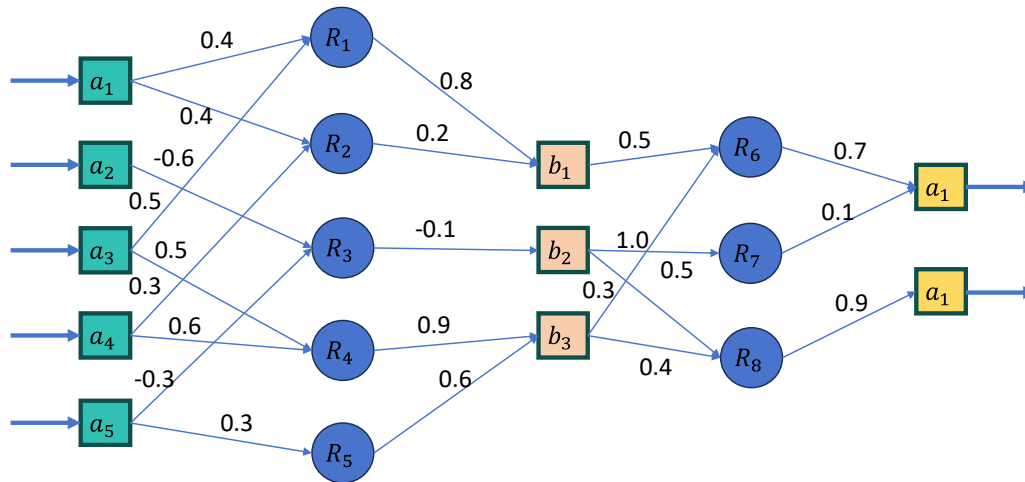 0.4
R₁
a₁
0.8
0.4
R₂
0.2
a₂
-0.6
b₁
0.5
R₆
0.7
a₁
0.5
0.1
a₃
0.5
R₃
-0.1
b₂
1.0
0.5
R₇
0.3
0.3
a₁
a₄
0.6
R₄
0.9
b₃
0.4
R₈
0.9
-0.3
0.6
a₅
0.3
R₅